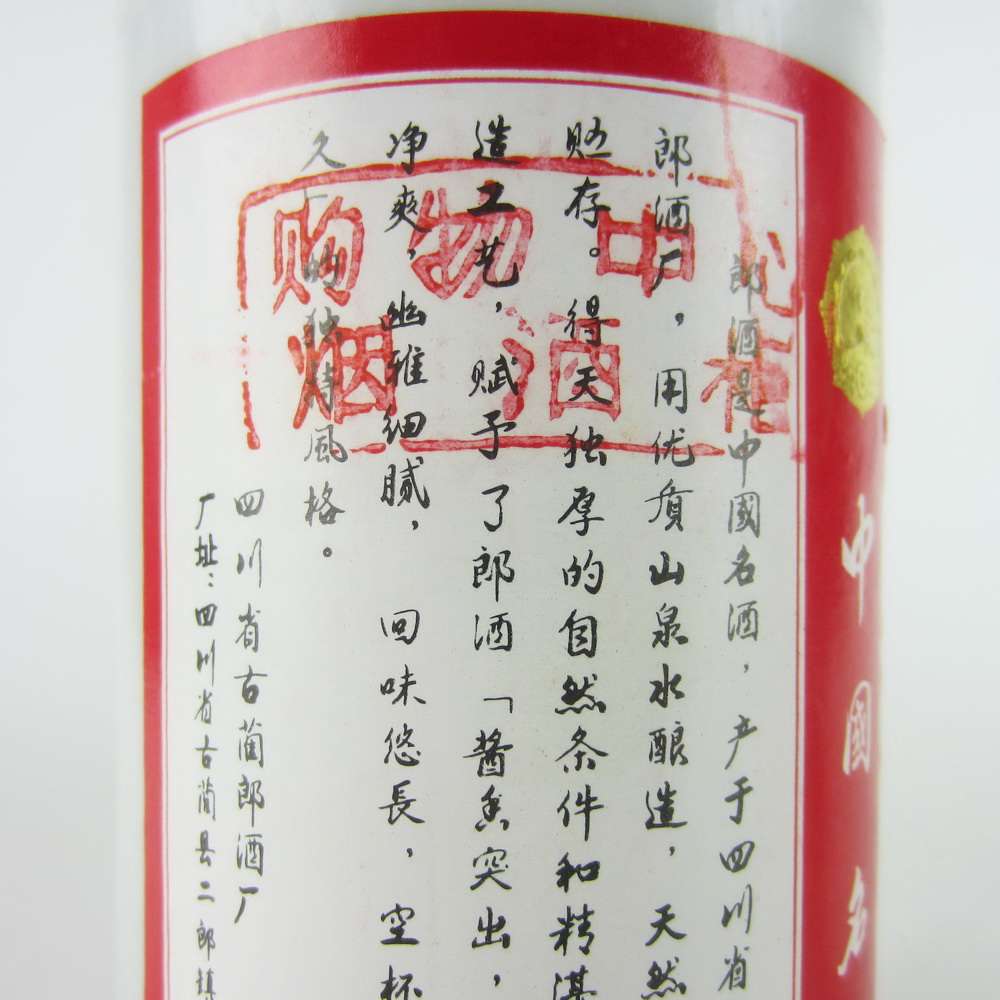 中國名
郎酒是中國名酒，产于四川省
郎酒厂，用优质山泉水酿造，天然
贮存。得天独厚的自然条件和精湛
造工艺，赋予了郎酒「酱香突出，
净爽，幽雅细腻，回味悠長，空杯
久 的独特風格。
四川省古蔺郎酒厂
厂址：四川省古蔺县二郎镇
购物中心
烟酒